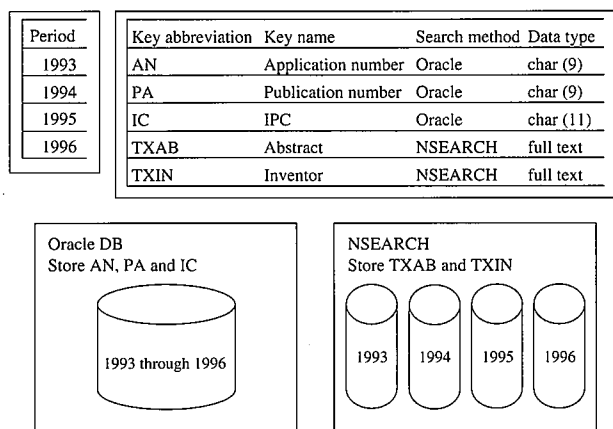 Period
1993
1994
1995
1996
Key abbreviation Key name Search method Data type
AN Application number Oracle char (9)
PA Publication number Oracle char (9)
IC IPC Oracle char (11)
TXAB Abstract NSEARCH full text
TXIN Inventor NSEARCH full text
Oracle DB
Store AN, PA and IC
1993 through 1996
NSEARCH
Store TXAB and TXIN
1993 1994 1995 1996